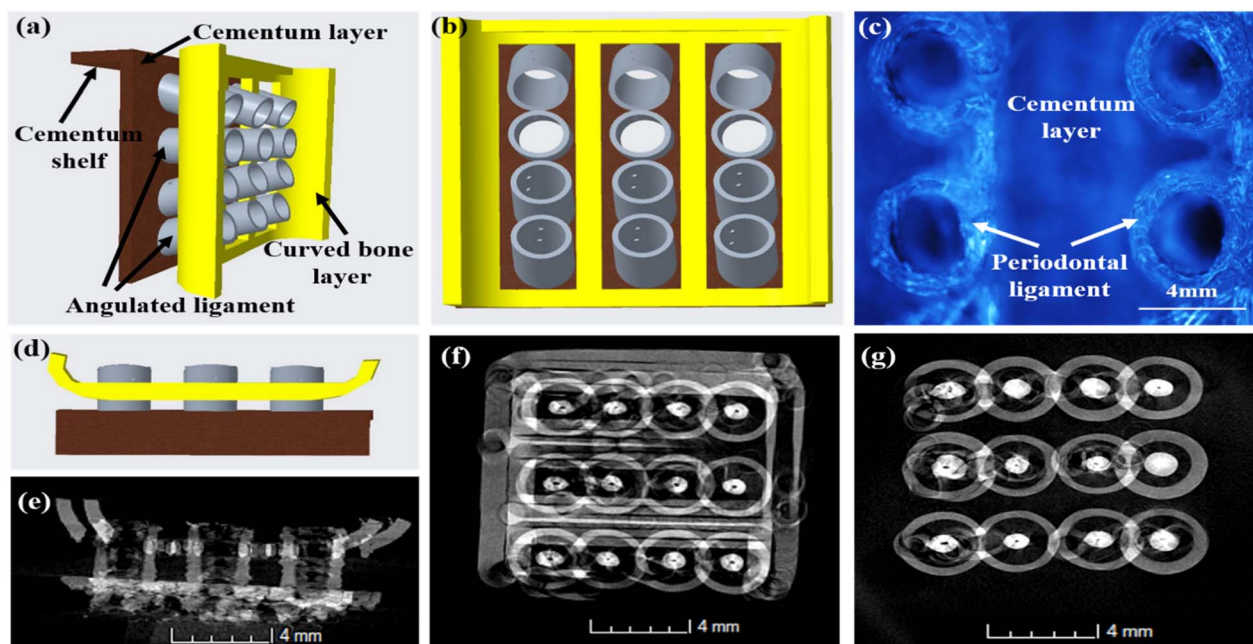 (a)
Cementum layer
Cementum
shelf
Curved bone
layer
Angulated ligament
(b)
(c)
Cementum
layer
Periodontal
ligament
4mm
(d)
(e)
4 mm
(f)
4 mm
(g)
4 mm